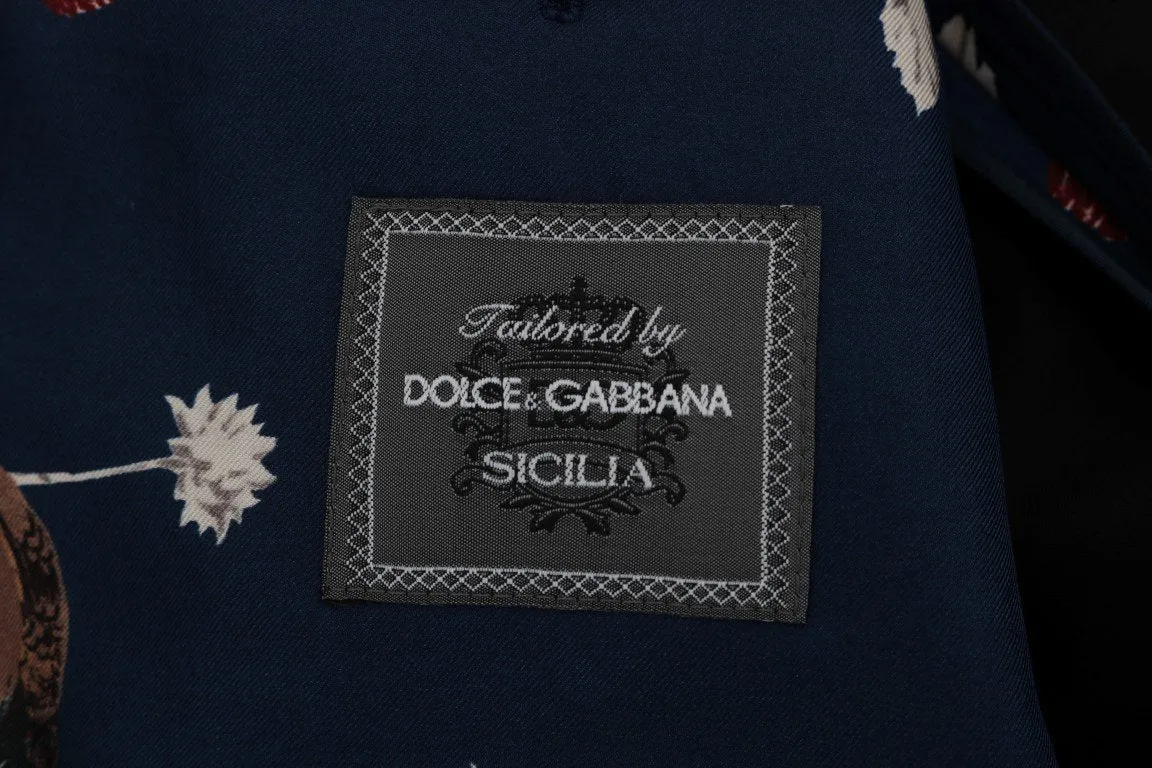 Tailored by
DOLCE & GABBANA
SICILIA